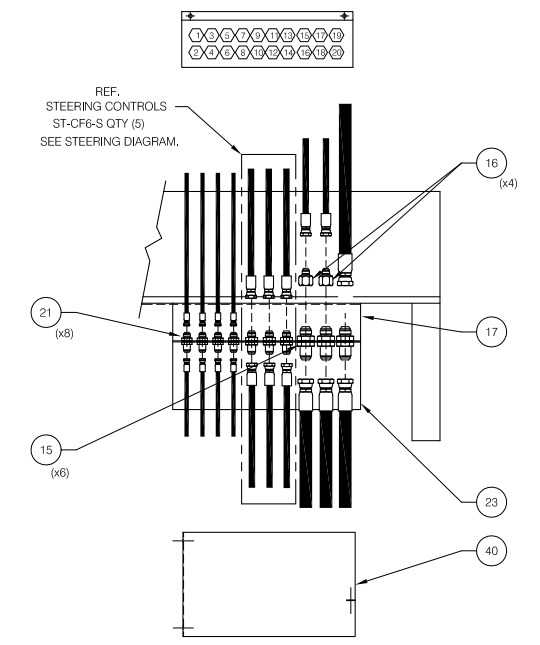 1 3 5 7 9 11 13 15 17 19
2 4 6 8 10 12 14 16 18 20
REF.
STEERING CONTROLS
ST-CF6-S QTY (5)
SEE STEERING DIAGRAM.
16
(x4)
21
(x8)
17
15
(x6)
23
40